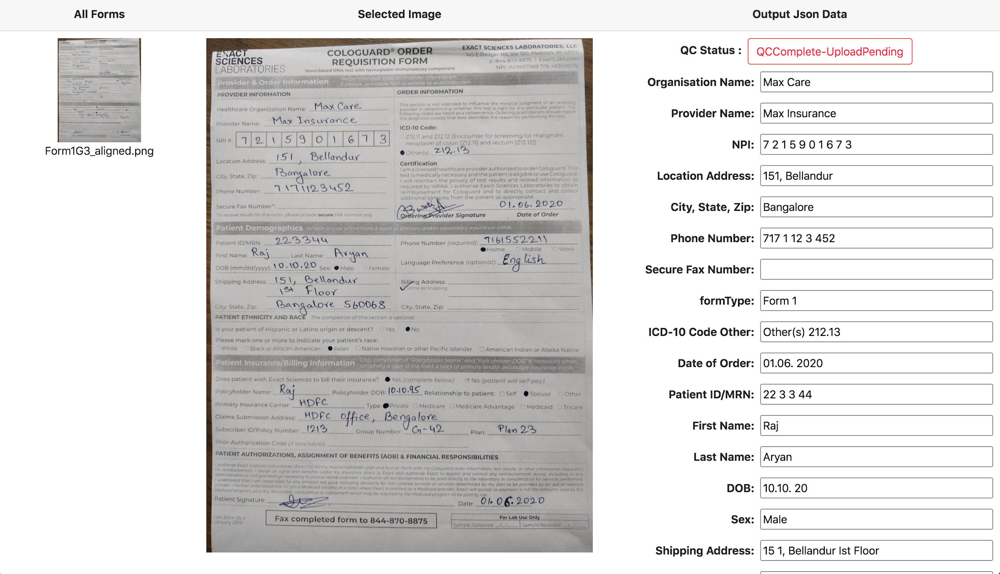 All Forms
Selected Image
Output Json Data
Form1G3_aligned.png
EXACT
SCIENCES
LABORATORIES
COLOGUARD® ORDER
REQUISITION FORM
Stool-based DNA test with hemoglobin immunoassay component
EXACT SCIENCES LABORATORIES, LLC
145 E Badger Rd, Ste 100, Madison, WI 53713
p: 844-870-8870 | ExactLabs.com
NPI: 1629407069 TIN: 463095174
Provider & Order Information
Recommended: type all Provider Information.
Editable, printable PDF available at exactlabs.com
PROVIDER INFORMATION
Healthcare Organization Name: Max Care
Provider Name: Max Insurance
NPI #: 7 2 1 5 9 0 1 6 7 3
Location Address: 151, Bellandur
City, State, Zip: Bangalore
Phone Number: 7171123452
Secure Fax Number*:
*To receive results for this order, please provide secure FAX number only
ORDER INFORMATION
This section is not intended to influence the medical judgment of an ordering
provider in determining whether this test is right for any particular patient. The
following codes are listed as a convenience. Ordering practitioners should report
the diagnosis code(s) that best describes the reason for performing the test.
ICD-10 Code:
Z12.11 and Z12.12 (Encounter for screening for malignant
neoplasm of colon [Z12.11] and rectum [Z12.12])
Other(s) Z12.13
Certification
I am a licensed healthcare provider authorized to order Cologuard. This
test is medically necessary and the patient is eligible to use Cologuard.
I will maintain the privacy of test results and related information as
required by HIPAA. I authorize Exact Sciences Laboratories to obtain
reimbursement for Cologuard and to directly contact and collect
additional samples from the patient as appropriate.
01.06.2020
Ordering Provider Signature Date of Order
Patient Demographics Attach a copy of the front & back of primary and/or secondary insurance cards.
Patient ID/MRN: 223344
First Name: Raj Last Name: Aryan
DOB (mm/dd/yyyy): 10.10.20 Sex: Male Female
Shipping Address: 151, Bellandur
1st Floor
City, State, Zip: Bangalore 560068
Phone Number (required): 7161552211
Home Mobile Work
Language Preference (optional): English
Billing Address:
Same as Shipping
City, State, Zip:
PATIENT ETHNICITY AND RACE The completion of this section is optional.
Is your patient of Hispanic or Latino origin or descent? Yes No
Please mark one or more to indicate your patient's race:
White Black or African-American Asian Native Hawaiian or other Pacific Islander American Indian or Alaska Native
Patient Insurance/Billing Information
Only completion of "Policyholder Name" and "Policyholder DOB" is necessary when
attaching a copy of the front & back of primary and/or secondary insurance cards.
Does patient wish Exact Sciences to bill their insurance? Yes (complete below) No (patient will self-pay)
Policyholder Name: Raj Policyholder DOB: 10.10.95 Relationship to patient: Self Spouse Other
Primary Insurance Carrier: HDFC Type: Private Medicare Medicare Advantage Medicaid Tricare
Claims Submission Address: HDFC office, Bengalore
Subscriber ID/Policy Number: 1213 Group Number: G-42 Plan: Plan 23
Prior-Authorization Code (if available):
PATIENT AUTHORIZATIONS, ASSIGNMENT OF BENEFITS (AOB) & FINANCIAL RESPONSIBILITIES
I authorize Exact Sciences Laboratories (Exact) to bill my insurance/health plan and furnish them with my Cologuard order information, test results, or other information requested
for reimbursement. I assign all rights and benefits under my insurance plans to Exact and authorize Exact to appeal and contest any reimbursement denial, including in any
administrative or civil proceedings necessary to pursue reimbursement. I authorize all reimbursements to be paid directly to the laboratory in consideration for services performed.
I understand that I am responsible for any amount not paid, including amounts for non-covered services or services determined by my plan to be provided by an out-of-network
provider. I further understand that if I am a Medicaid enrollee in a state where Exact is enrolled as a Medicaid provider, Exact will accept as payment in full the amounts paid by the
Medicaid program, plus any deductible, coinsurance or copayment which may be required by the Medicaid program to be paid by me.
Patient Signature: Date: 01.06.2020
RM-3004-05-c
ebruary 2019
Fax completed form to 844-870-8875
For Lab Use Only
Sample Collected: _/_/_ Sample Received: _/_/_
QC Status : QCComplete-UploadPending
Organisation Name: Max Care
Provider Name: Max Insurance
NPI: 7 2 1 5 9 0 1 6 7 3
Location Address: 151, Bellandur
City, State, Zip: Bangalore
Phone Number: 717 1 12 3 452
Secure Fax Number:
formType: Form 1
ICD-10 Code Other: Other(s) 212.13
Date of Order: 01.06. 2020
Patient ID/MRN: 22 3 3 44
First Name: Raj
Last Name: Aryan
DOB: 10.10. 20
Sex: Male
Shipping Address: 15 1, Bellandur Ist Floor